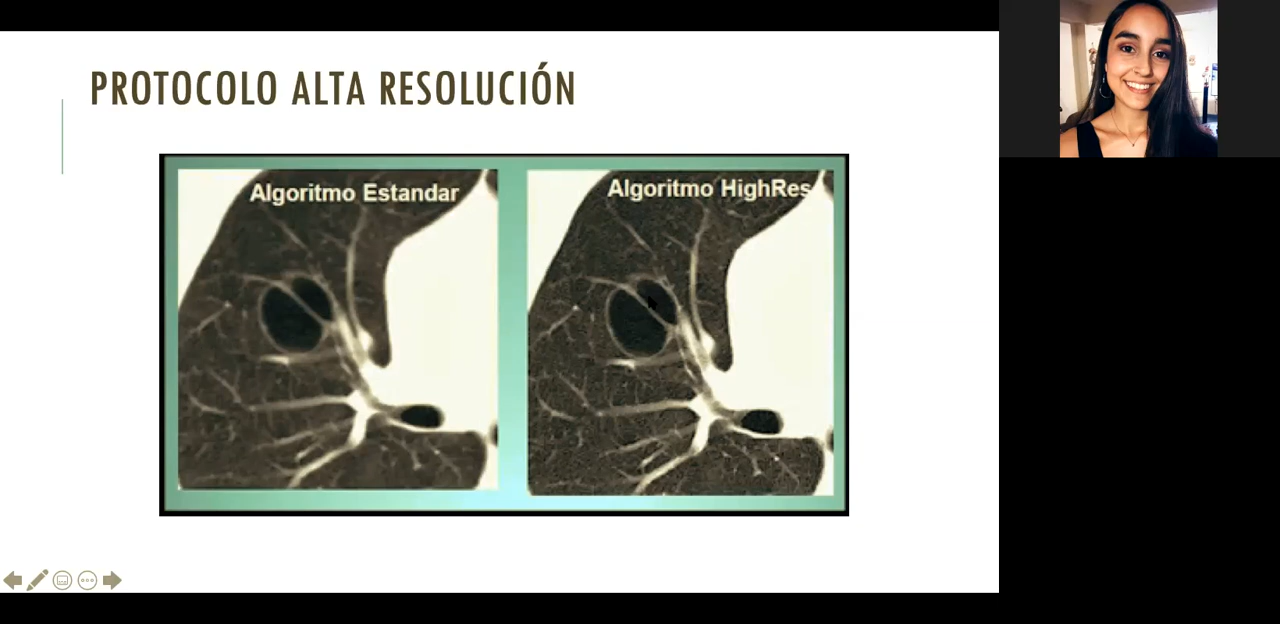 PROTOCOLO ALTA RESOLUCIÓN
Algoritmo Estandar
Algoritmo HighRes